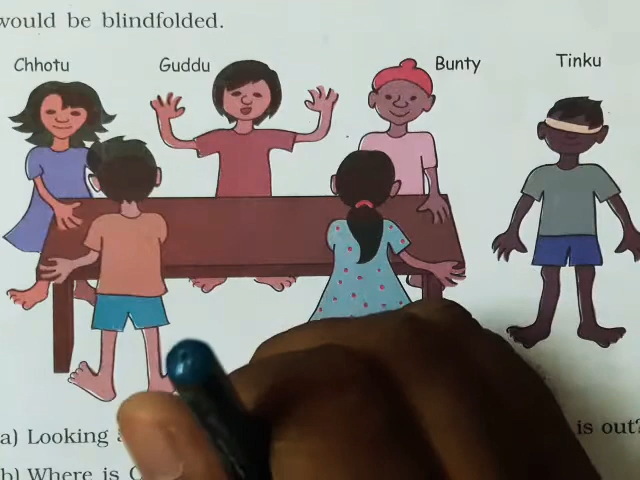 would be blindfolded.
Chhotu Guddu Bunty Tinku
a) Looking is out?
b) Where is